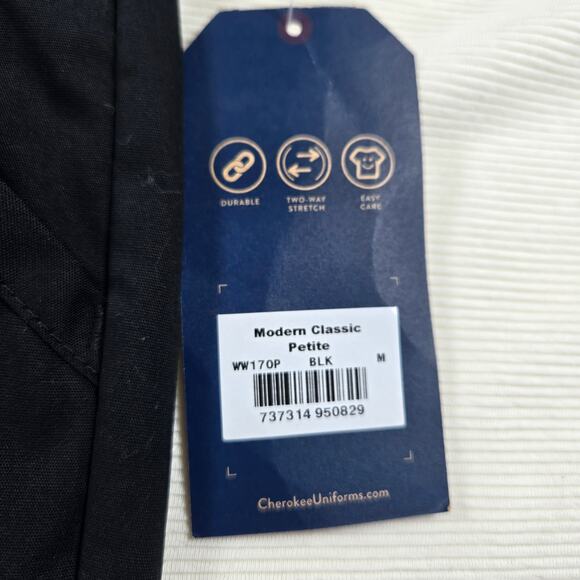 DURABLE
TWO-WAY
STRETCH
EASY
CARE
Modern Classic
Petite
WW170P BLK M
737314 950829
CherokeeUniforms.com